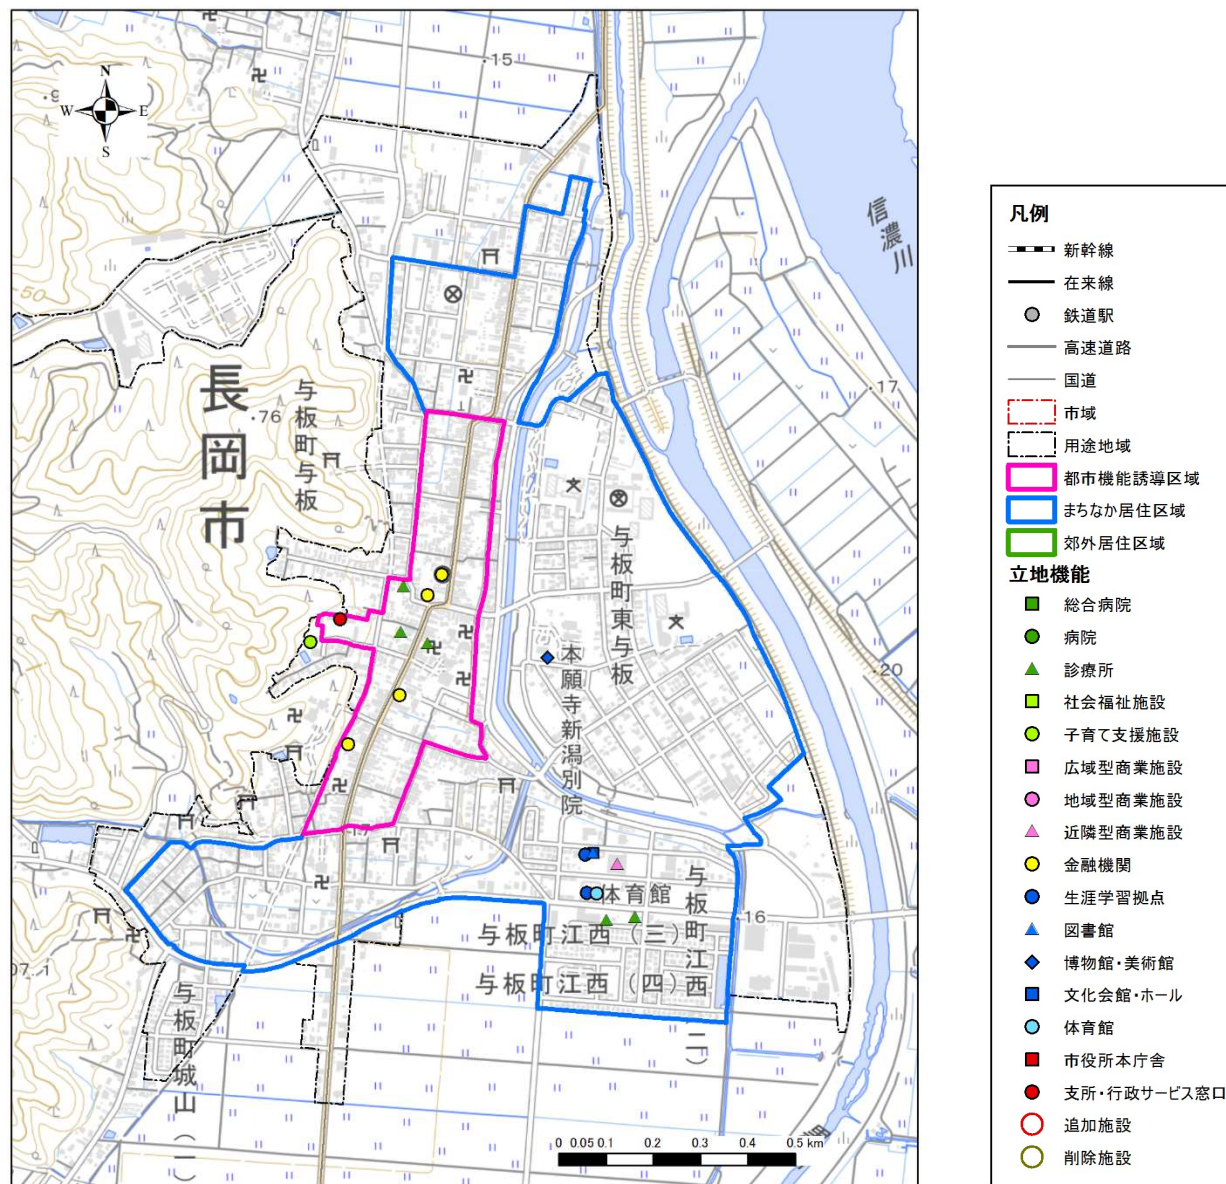 N
W
E
S
・15
50
長岡市
・76
与板町与板
信濃川
・17
与板町東与板
・20
本願寺新潟別院
体育館
・16
与板町江西(三)
与板町江西(四)
与板町江西
(二)
与板町城山(一)
0 0.05 0.1 0.2 0.3 0.4 0.5 km
凡例
新幹線
在来線
鉄道駅
高速道路
国道
市域
用途地域
都市機能誘導区域
まちなか居住区域
郊外居住区域
立地機能
総合病院
病院
診療所
社会福祉施設
子育て支援施設
広域型商業施設
地域型商業施設
近隣型商業施設
金融機関
生涯学習拠点
図書館
博物館・美術館
文化会館・ホール
体育館
市役所本庁舎
支所・行政サービス窓口
追加施設
削除施設